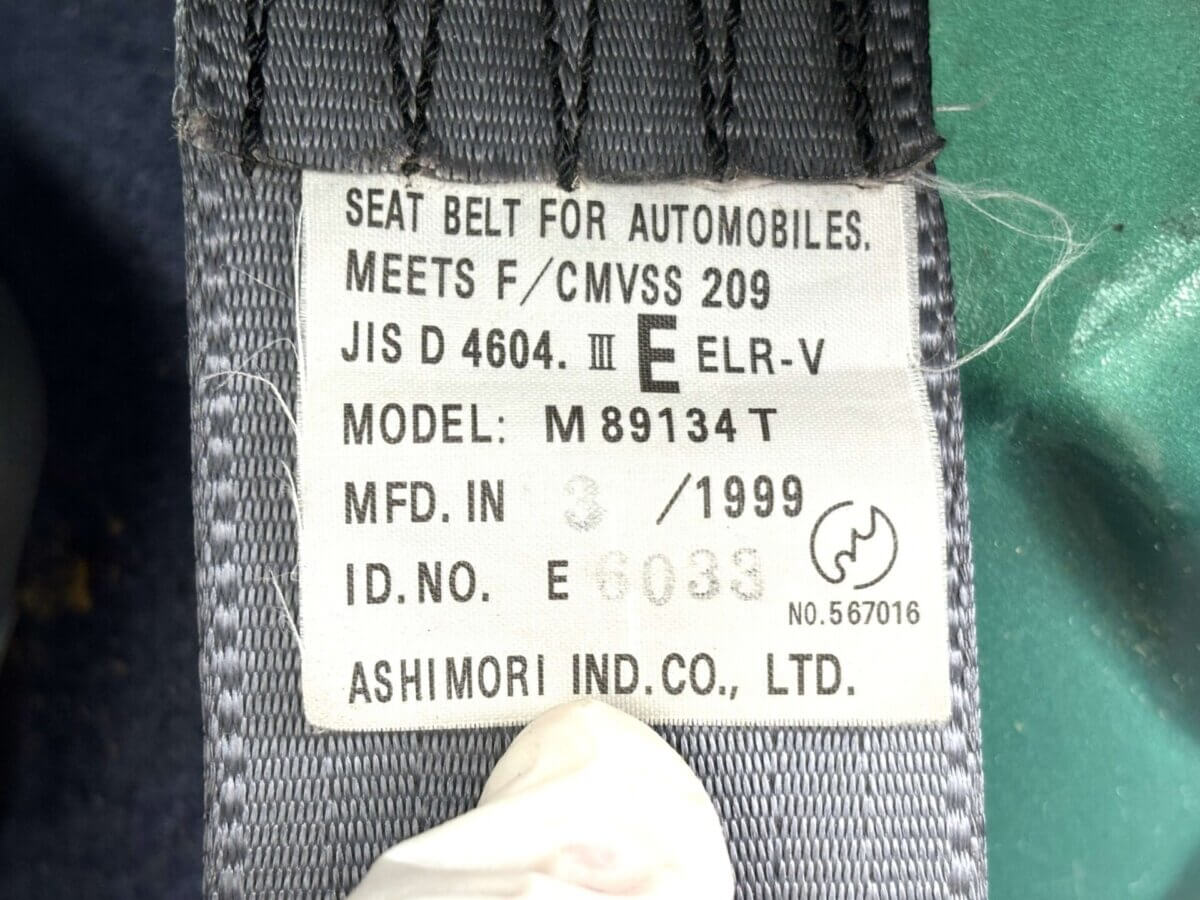 SEAT BELT FOR AUTOMOBILES.
MEETS F/CMVSS 209
JIS D 4604. Ⅲ E ELR-V
MODEL: M 89134 T
MFD. IN 3 /1999
ID. NO. E 6033
NO. 567016
ASHIMORI IND. CO., LTD.